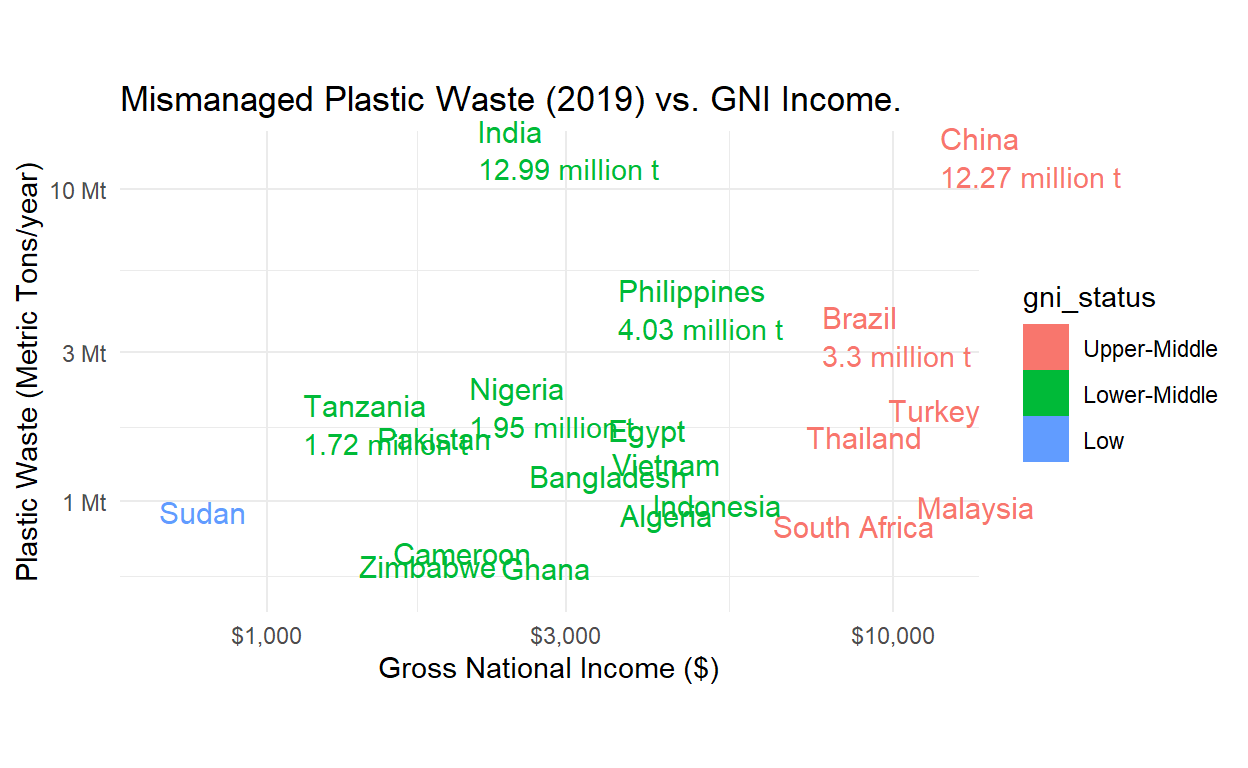 Mismanaged Plastic Waste (2019) vs. GNI Income.
Plastic Waste (Metric Tons/year)
10 Mt
3 Mt
1 Mt
India
12.99 million t
China
12.27 million t
Philippines
4.03 million t
Brazil
3.3 million t
Nigeria
1.95 million t
Tanzania
1.72 million t
Pakistan
Egypt
Turkey
Thailand
Vietnam
Bangladesh
Indonesia
Algeria
Malaysia
South Africa
Sudan
Cameroon
Zimbabwe
Ghana
$1,000
$3,000
$10,000
Gross National Income ($)
gni_status
Upper-Middle
Lower-Middle
Low